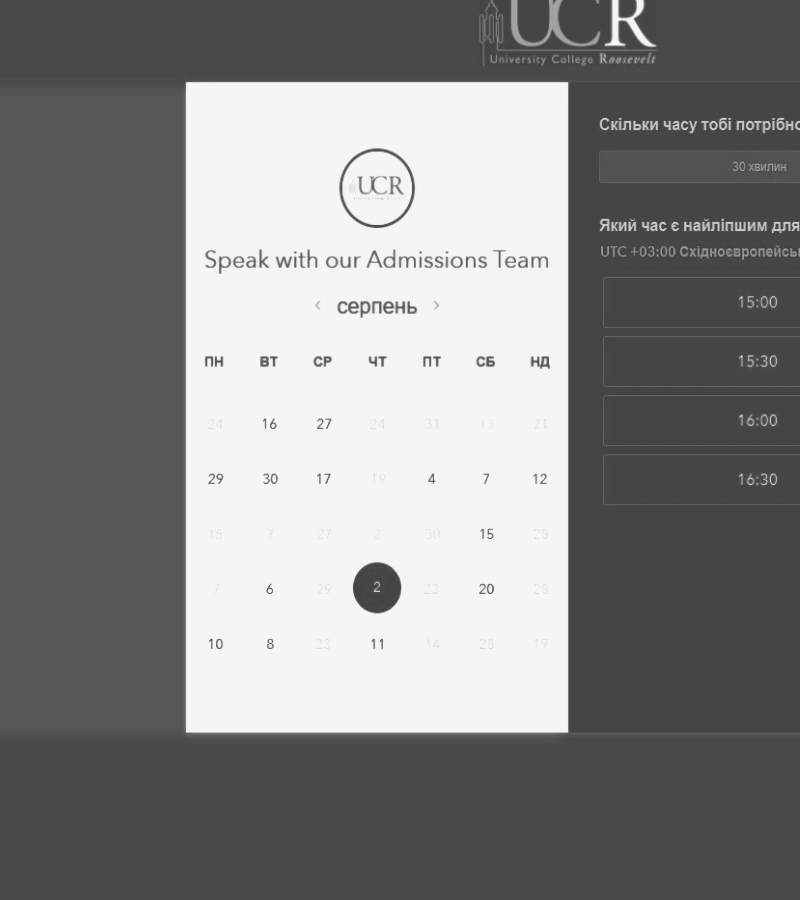 UCR
University College Roosevelt
UCR
Speak with our Admissions Team
< серпень >
ПН ВТ СР ЧТ ПТ СБ НД
24 16 27 24 31 13 21
29 30 17 19 4 7 12
15 7 27 2 30 15 28
7 6 29 2 23 20 28
10 8 23 11 14 28 19
Скільки часу тобі потрібно
30 хвилин
Який час є найліпшим для
UTC +03:00 Східноєвропейсь
15:00
15:30
16:00
16:30